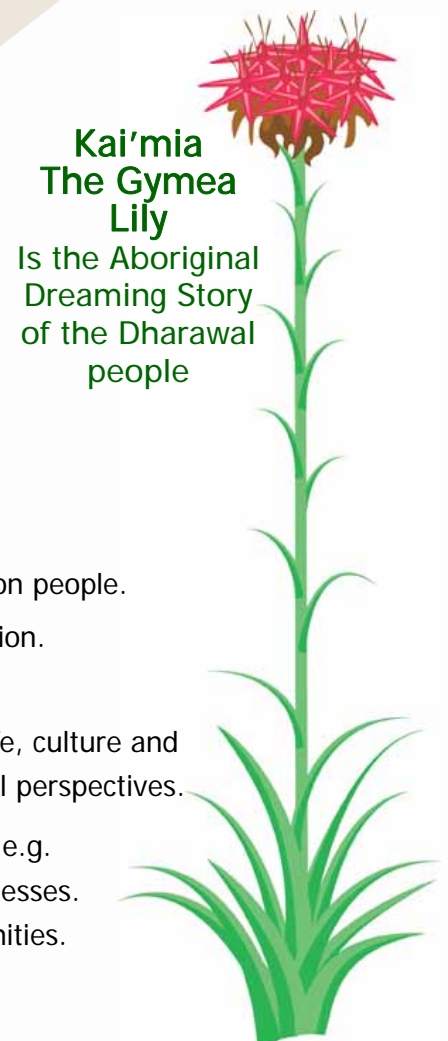 Kai'mia
The Gymea
Lily
Is the Aboriginal
Dreaming Story
of the Dharawal
people
on people.
ion.
e, culture and
l perspectives.
e.g.
esses.
nities.